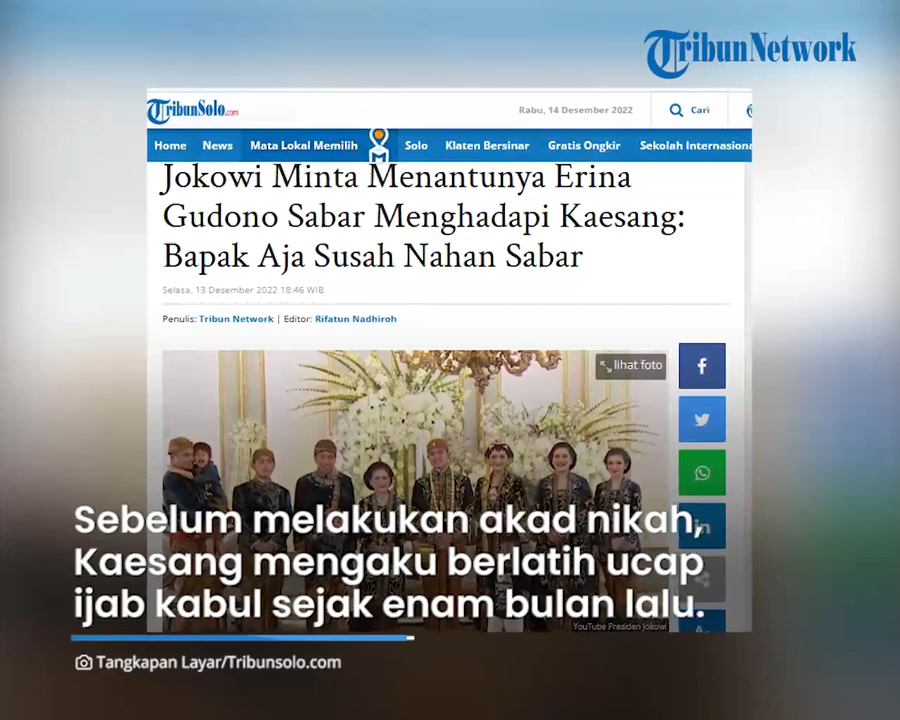 TribunNetwork
TribunSolo.com
Rabu, 14 Desember 2022
Cari
Home News Mata Lokal Memilih Solo Klaten Bersinar Gratis Ongkir Sekolah Internasiona
Jokowi Minta Menantunya Erina
Gudono Sabar Menghadapi Kaesang:
Bapak Aja Susah Nahan Sabar
Selasa, 13 Desember 2022 18:46 WIB
Penulis: Tribun Network | Editor: Rifatun Nadhiroh
lihat foto
Sebelum melakukan akad nikah,
Kaesang mengaku berlatih ucap
ijab kabul sejak enam bulan lalu.
YouTube Presiden Jokowi
Tangkapan Layar/Tribunsolo.com